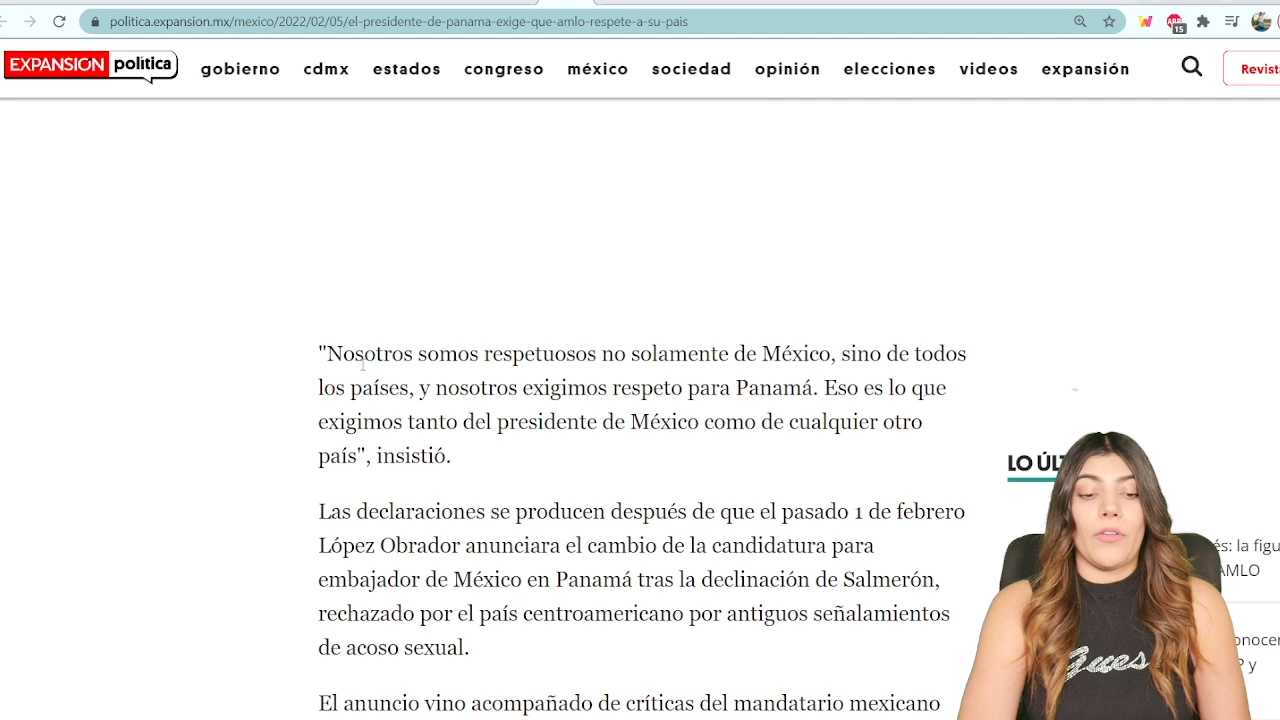 politica.expansion.mx/mexico/2022/02/05/el-presidente-de-panama-exige-que-amlo-respete-a-su-pais
15
EXPANSIÓN política
gobierno cdmx estados congreso méxico sociedad opinión elecciones videos expansión
Revist
"Nosotros somos respetuosos no solamente de México, sino de todos
los países, y nosotros exigimos respeto para Panamá. Eso es lo que
exigimos tanto del presidente de México como de cualquier otro
país", insistió.
Las declaraciones se producen después de que el pasado 1 de febrero
López Obrador anunciara el cambio de la candidatura para
embajador de México en Panamá tras la declinación de Salmerón,
rechazado por el país centroamericano por antiguos señalamientos
de acoso sexual.
El anuncio vino acompañado de críticas del mandatario mexicano
LO ÚL
és: la figu
AMLO
onocer
P y
Gues